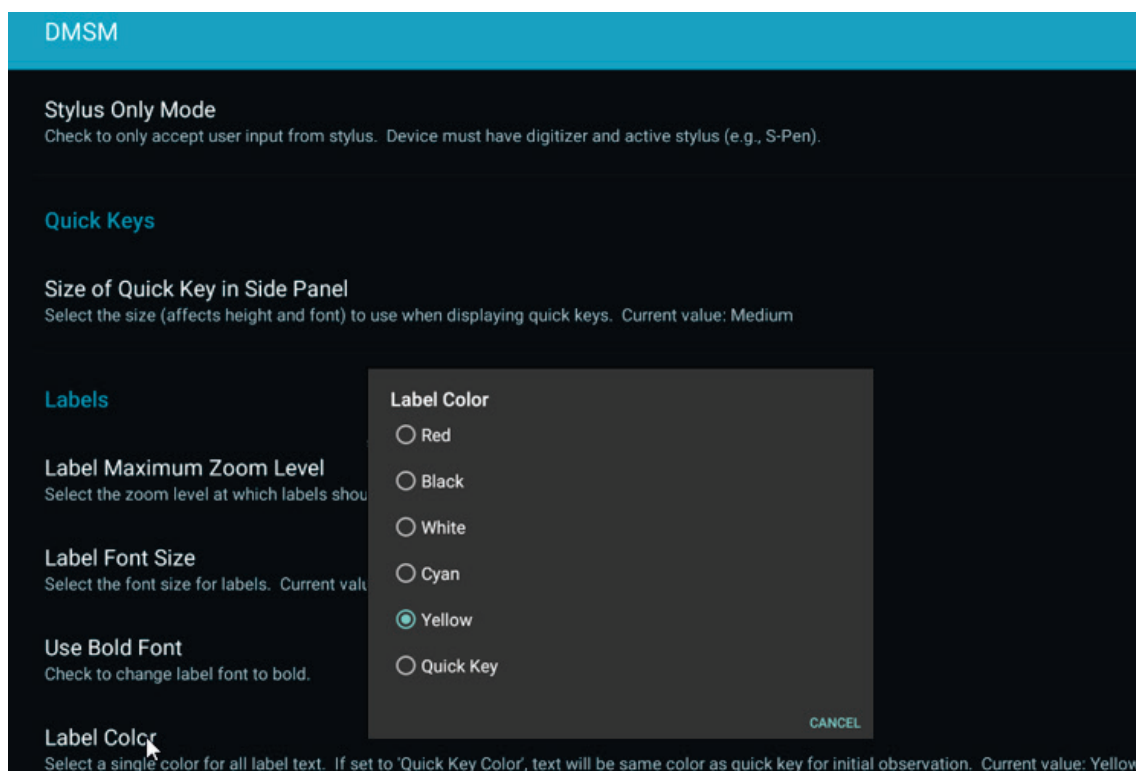 DMSM
Stylus Only Mode
Check to only accept user input from stylus.  Device must have digitizer and active stylus (e.g., S-Pen).
Quick Keys
Size of Quick Key in Side Panel
Select the size (affects height and font) to use when displaying quick keys.  Current value: Medium
Labels
Label Maximum Zoom Level
Select the zoom level at which labels
Label Font Size
Select the font size for labels.  Current
Use Bold Font
Check to change label font to bold.
Label Color
Select a single color for all label text.  If set to 'Quick Key Color', text will be same color as quick key for initial observation.  Current value: Yellow
Label Color
Red
Black
White
Cyan
Yellow
Quick Key
CANCEL